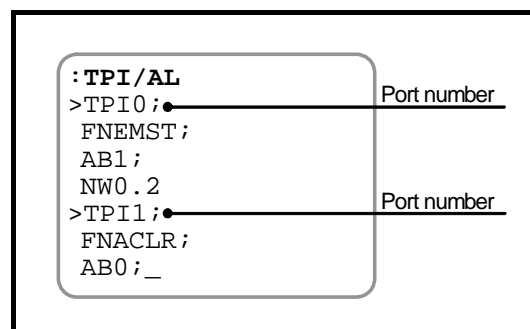 :TPI/AL
>TPI0; Port number
FNEMST;
AB1;
NW0.2
>TPI1; Port number
FNACLR;
AB0;_